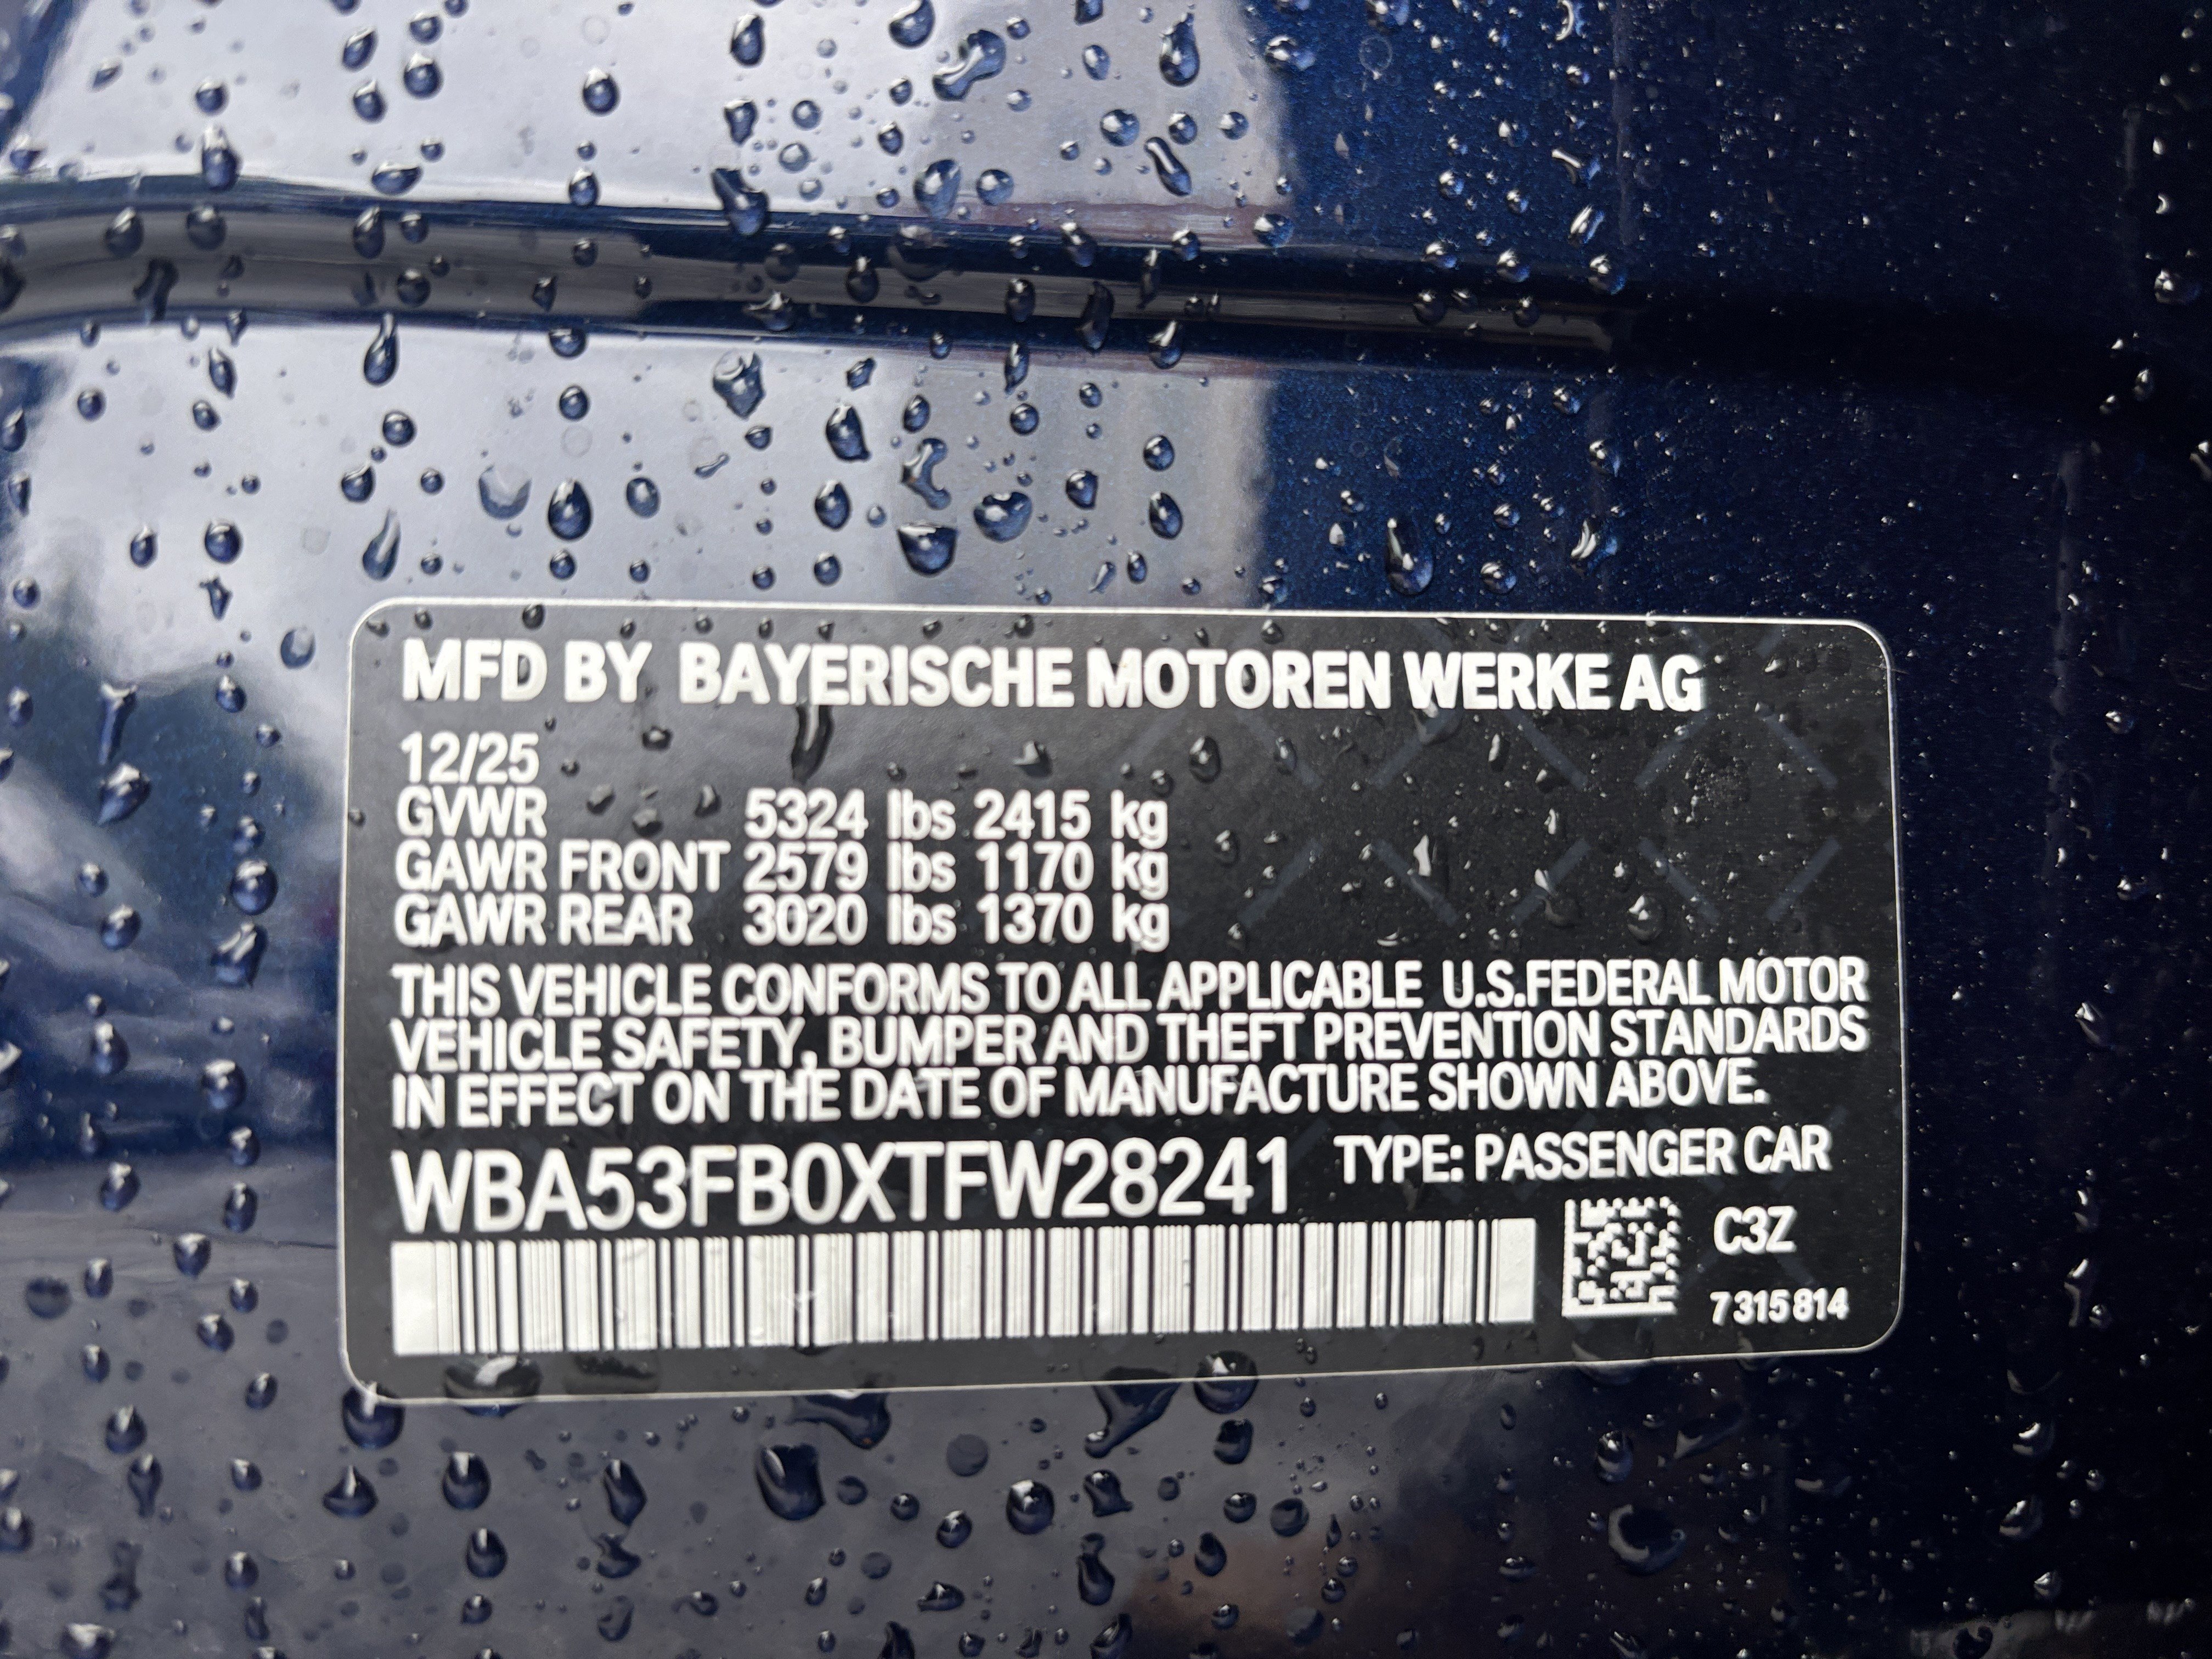 MFD BY BAYERISCHE MOTOREN WERKE AG
12/25
GVWR 5324 lbs 2415 kg
GAWR FRONT 2579 lbs 1170 kg
GAWR REAR 3020 lbs 1370 kg
THIS VEHICLE CONFORMS TO ALL APPLICABLE U.S.FEDERAL MOTOR
VEHICLE SAFETY, BUMPER AND THEFT PREVENTION STANDARDS
IN EFFECT ON THE DATE OF MANUFACTURE SHOWN ABOVE.
WBA53FB0XTFW28241 TYPE: PASSENGER CAR
C3Z
7 315 814